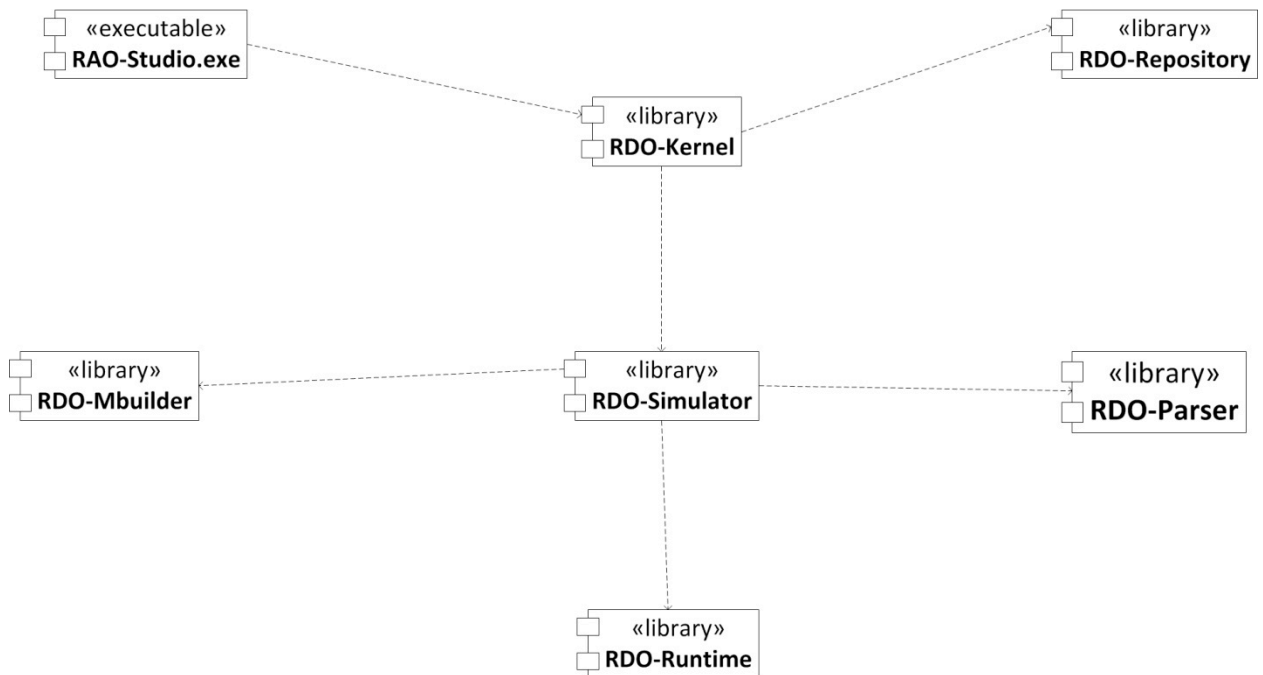 «executable»
RAO-Studio.exe
«library»
RDO-Repository
«library»
RDO-Kernel
«library»
RDO-Mbuilder
«library»
RDO-Simulator
«library»
RDO-Parser
«library»
RDO-Runtime